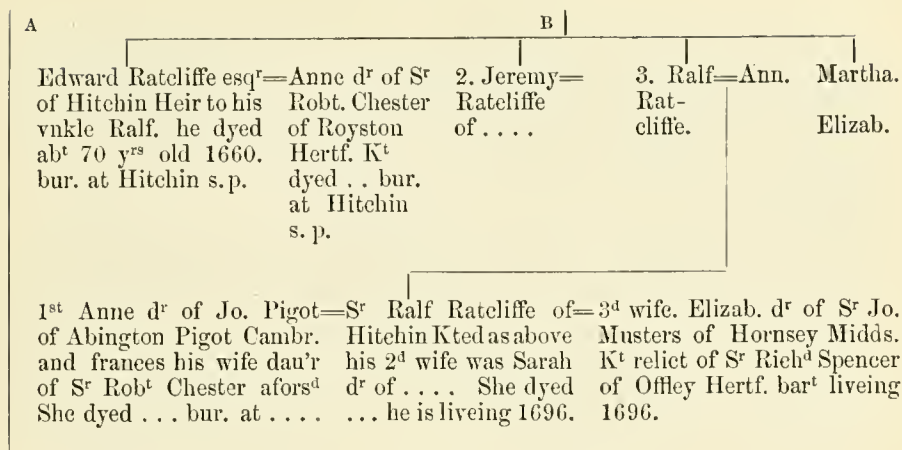 A
B
Edward Ratcliffe esqʳ=
of Hitchin Heir to his
vnkle Ralf. he dyed
abᵗ 70 yʳˢ old 1660.
bur. at Hitchin s. p.
Anne dʳ of Sʳ
Robt. Chester
of Royston
Hertf. Kᵗ
dyed . . bur.
at Hitchin
s. p.
2. Jeremy=
Ratcliffe
of . . . .
3. Ralf=Ann.
Rat-
cliffe.
Martha.
Elizab.
1ˢᵗ Anne dʳ of Jo. Pigot=
of Abington Pigot Cambr.
and frances his wife dau'r
of Sʳ Robᵗ Chester aforsᵈ
She dyed . . . bur. at . . . .
Sʳ Ralf Ratcliffe of=
Hitchin Kted as above
his 2ᵈ wife was Sarah
dʳ of . . . . She dyed
. . . he is liveing 1696.
3ᵈ wife. Elizab. dʳ of Sʳ Jo.
Musters of Hornsey Midds.
Kᵗ relict of Sʳ Richᵈ Spencer
of Offley Hertf. barᵗ liveing
1696.